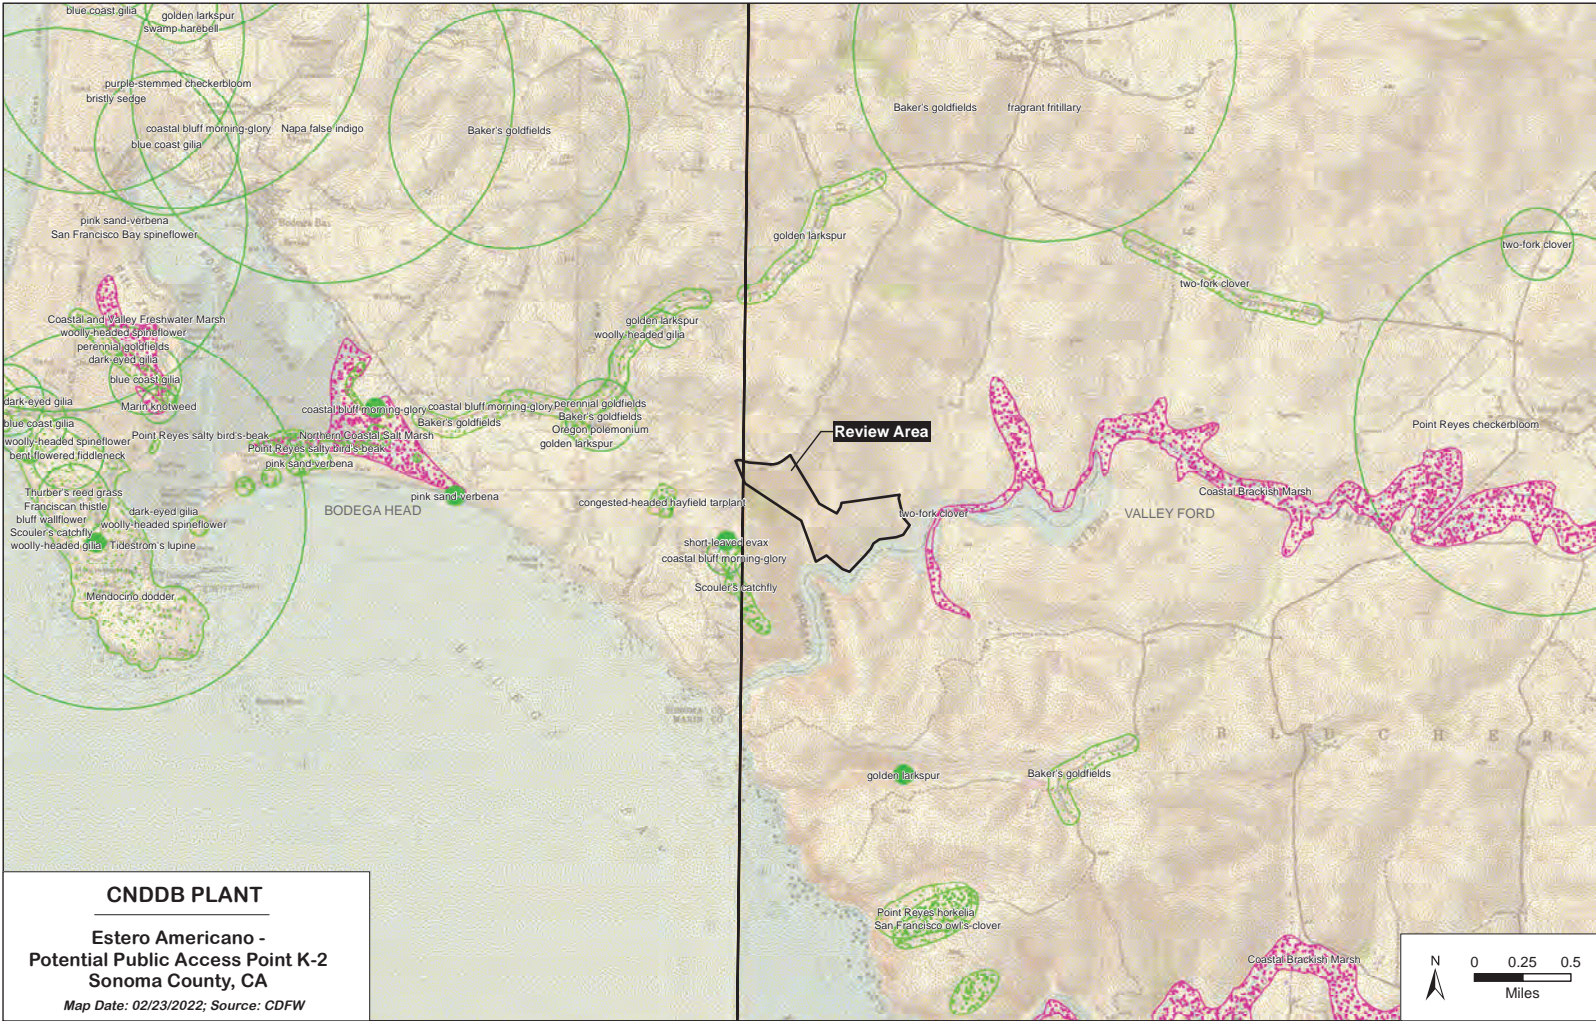 blue coast gilia
golden larkspur
swamp harebell
purple-stemmed checkerbloom
bristly sedge
coastal bluff morning-glory
Napa false indigo
blue coast gilia
Baker's goldfields
Baker's goldfields
fragrant fritillary
pink sand-verbena
San Francisco Bay spineflower
Bodega Bay
golden larkspur
two-fork clover
two-fork clover
Coastal and Valley Freshwater Marsh
woolly-headed spineflower
perennial goldfields
dark-eyed gilia
blue coast gilia
Marin knotweed
golden larkspur
woolly-headed gilia
dark-eyed gilia
blue coast gilia
woolly-headed spineflower
bent-flowered fiddleneck
Point Reyes salty bird's-beak
coastal bluff morning-glory
coastal bluff morning-glory
Baker's goldfields
perennial goldfields
Baker's goldfields
Oregon polemonium
golden larkspur
Northern Coastal Salt Marsh
Point Reyes salty bird's-beak
pink sand-verbena
pink sand-verbena
Review Area
Point Reyes checkerbloom
Thurber's reed grass
Franciscan thistle
bluff wallflower
Scouler's catchfly
woolly-headed gilia
dark-eyed gilia
woolly-headed spineflower
Tidestrom's lupine
BODEGA HEAD
congested-headed hayfield tarplant
two-fork clover
VALLEY FORD
Coastal Brackish Marsh
short-leaved evax
coastal bluff morning-glory
Scouler's catchfly
Mendocino dodder
SONOMA CO
MARIN CO
B L U C H E R
golden larkspur
Baker's goldfields
Point Reyes horkelia
San Francisco owl's-clover
Coastal Brackish Marsh
CNDDB PLANT
Estero Americano -
Potential Public Access Point K-2
Sonoma County, CA
Map Date: 02/23/2022; Source: CDFW
N
0 0.25 0.5
Miles